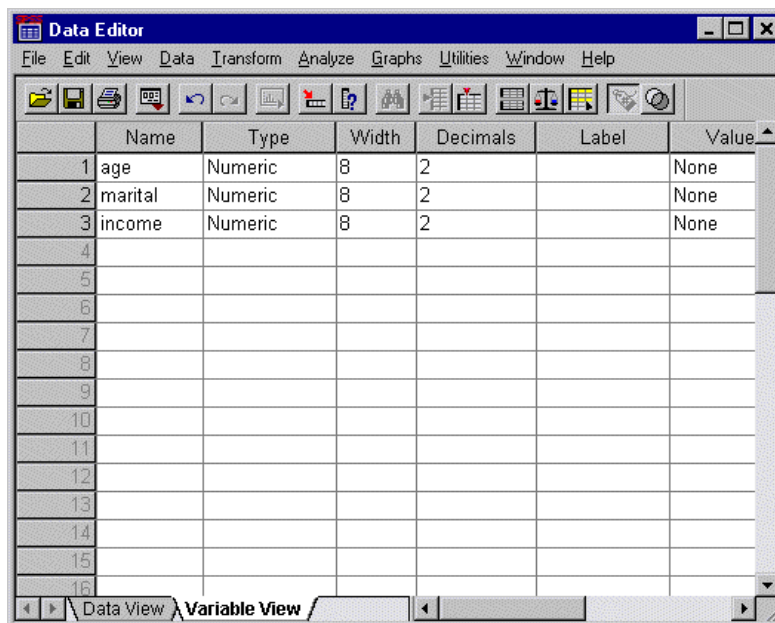 Data Editor
File Edit View Data Transform Analyze Graphs Utilities Window Help
Name Type Width Decimals Label Value
1 age Numeric 8 2 None
2 marital Numeric 8 2 None
3 income Numeric 8 2 None
4
5
6
7
8
9
10
11
12
13
14
15
16
Data View Variable View